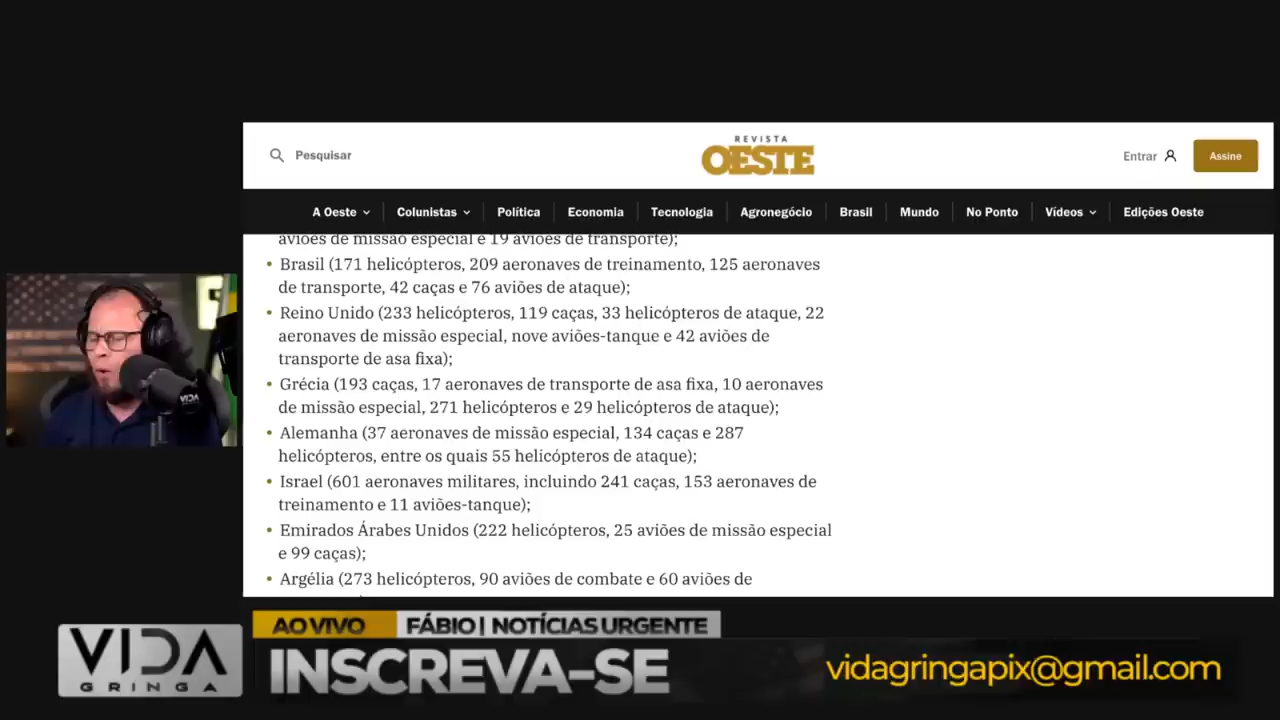 Pesquisar
REVISTA
OESTE
Entrar
Assine
A Oeste
Colunistas
Política
Economia
Tecnologia
Agronegócio
Brasil
Mundo
No Ponto
Vídeos
Edições Oeste
aviões de missão especial e 19 aviões de transporte);
• Brasil (171 helicópteros, 209 aeronaves de treinamento, 125 aeronaves
de transporte, 42 caças e 76 aviões de ataque);
• Reino Unido (233 helicópteros, 119 caças, 33 helicópteros de ataque, 22
aeronaves de missão especial, nove aviões-tanque e 42 aviões de
transporte de asa fixa);
• Grécia (193 caças, 17 aeronaves de transporte de asa fixa, 10 aeronaves
de missão especial, 271 helicópteros e 29 helicópteros de ataque);
• Alemanha (37 aeronaves de missão especial, 134 caças e 287
helicópteros, entre os quais 55 helicópteros de ataque);
• Israel (601 aeronaves militares, incluindo 241 caças, 153 aeronaves de
treinamento e 11 aviões-tanque);
• Emirados Árabes Unidos (222 helicópteros, 25 aviões de missão especial
e 99 caças);
• Argélia (273 helicópteros, 90 aviões de combate e 60 aviões de
VIDA
VIDA
GRINGA
AO VIVO
FÁBIO | NOTÍCIAS URGENTE
INSCREVA-SE
vidagringapix@gmail.com